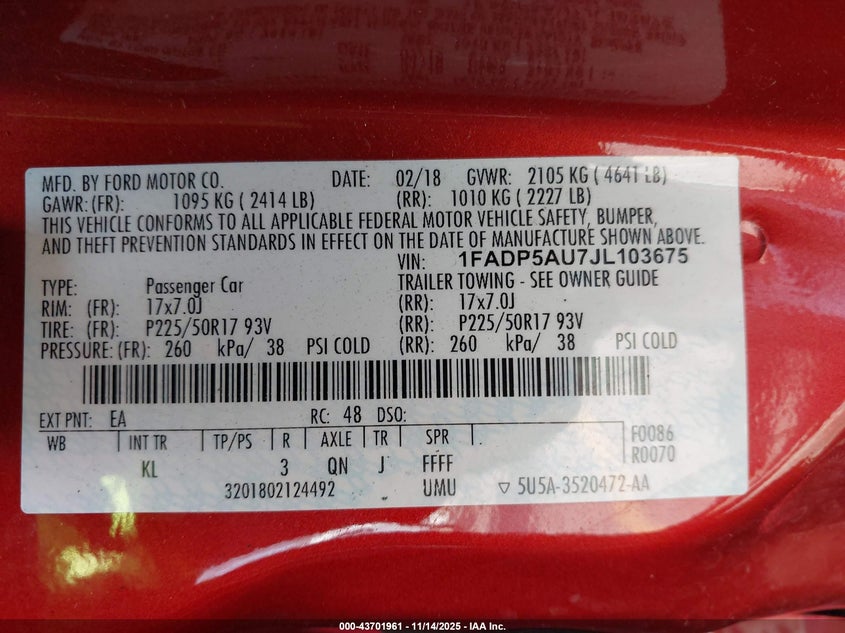 MFD. BY FORD MOTOR CO. DATE: 02/18 GVWR: 2105 KG ( 4641 LB)
GAWR:(FR): 1095 KG ( 2414 LB) (RR): 1010 KG ( 2227 LB)
THIS VEHICLE CONFORMS TO ALL APPLICABLE FEDERAL MOTOR VEHICLE SAFETY, BUMPER,
AND THEFT PREVENTION STANDARDS IN EFFECT ON THE DATE OF MANUFACTURE SHOWN ABOVE.
VIN: 1FADP5AU7JL103675
TYPE: Passenger Car TRAILER TOWING - SEE OWNER GUIDE
RIM: (FR): 17x7.0J (RR): 17x7.0J
TIRE: (FR): P225/50R17 93V (RR): P225/50R17 93V
PRESSURE: (FR): 260 kPa/ 38 PSI COLD (RR): 260 kPa/ 38 PSI COLD
EXT PNT: EA RC: 48 DSO:
WB INT TR TP/PS R AXLE TR SPR F0086
KL 3 QN J FFFF R0070
3201802124492 UMU ▽ 5U5A-3520472-AA
000-43701961 - 11/14/2025 - IAA Inc.